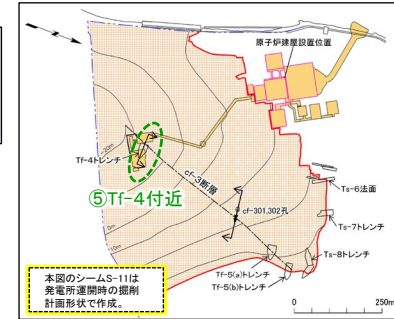 原子炉建屋設置位置
-20m
Tf-4トレンチ
⑤Tf-4付近
cf-3断層
cf-301,302孔
Ts-6法面
Ts-7トレンチ
Ts-8トレンチ
0m
10m
Tf-5(a)トレンチ
Tf-5(b)トレンチ
本図のシームS-11は
発電所運開時の掘削
計画形状で作成。
0 250m